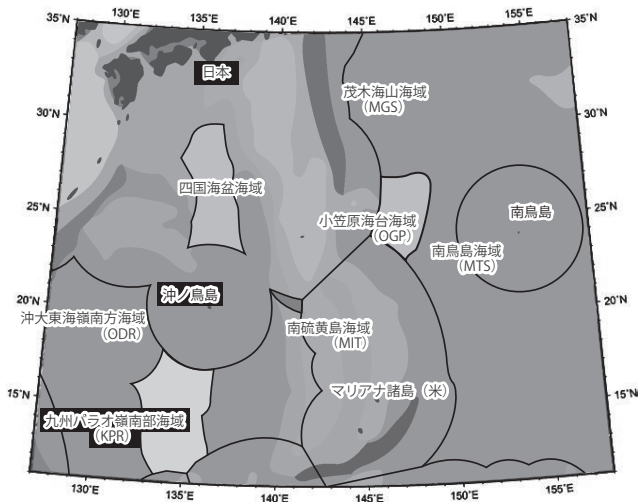 130°E 135°E 140°E 145°E 150°E 155°E
35°N 35°N
日本
茂木海山海域
(MGS)
30°N 30°N
四国海盆海域
25°N 25°N
小笠原海台海域
(OGP)
南鳥島
南鳥島海域
(MTS)
沖ノ鳥島
20°N 20°N
沖大東海嶺南方海域
(ODR)
南硫黄島海域
(MIT)
マリアナ諸島（米）
15°N 15°N
九州パラオ嶺南部海域
(KPR)
130°E 135°E 140°E 145°E 150°E 155°E